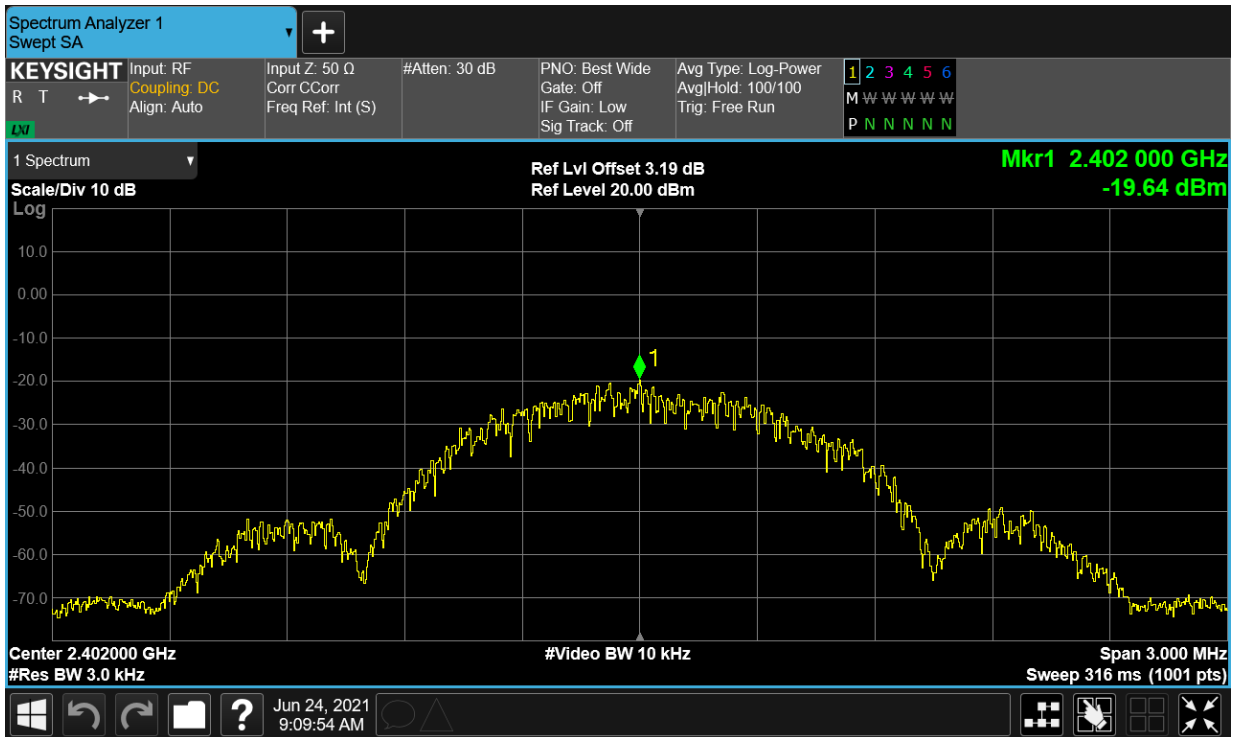 Spectrum Analyzer 1
Swept SA
+
KEYSIGHT
R T
LXI
Input: RF
Coupling: DC
Align: Auto
Input Z: 50 Ω
Corr CCorr
Freq Ref: Int (S)
#Atten: 30 dB
PNO: Best Wide
Gate: Off
IF Gain: Low
Sig Track: Off
Avg Type: Log-Power
Avg|Hold: 100/100
Trig: Free Run
1 2 3 4 5 6
M W W W W W
P N N N N N
1 Spectrum
Scale/Div 10 dB
Log
Ref Lvl Offset 3.19 dB
Ref Level 20.00 dBm
Mkr1 2.402 000 GHz
-19.64 dBm
10.0
0.00
-10.0
1
-20.0
-30.0
-40.0
-50.0
-60.0
-70.0
Center 2.402000 GHz
#Video BW 10 kHz
Span 3.000 MHz
#Res BW 3.0 kHz
Sweep 316 ms (1001 pts)
?
Jun 24, 2021
9:09:54 AM